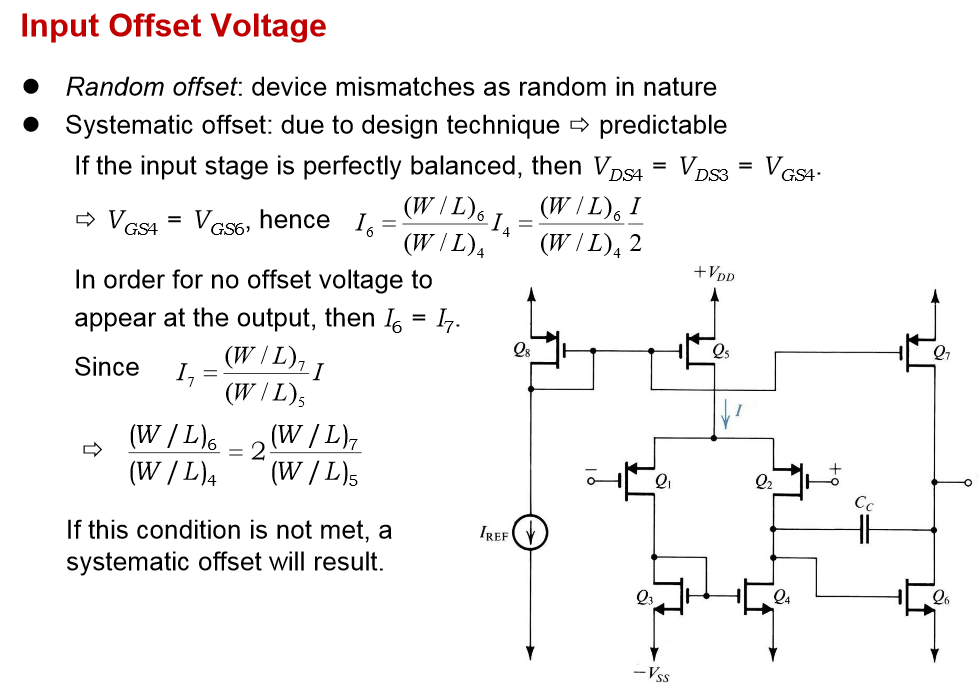 Input Offset Voltage
● Random offset: device mismatches as random in nature
● Systematic offset: due to design technique ⇨ predictable
If the input stage is perfectly balanced, then V_DS4 = V_DS3 = V_GS4.
⇨ V_GS4 = V_GS6, hence I_6 = (W / L)_6 / (W / L)_4 I_4 = (W / L)_6 / (W / L)_4 I / 2
In order for no offset voltage to
appear at the output, then I_6 = I_7.
Since I_7 = (W / L)_7 / (W / L)_5 I
⇨ (W / L)_6 / (W / L)_4 = 2 (W / L)_7 / (W / L)_5
If this condition is not met, a
systematic offset will result.
+V_DD
Q_8
Q_5
Q_7
I
−
Q_1
Q_2
+
C_C
I_REF
Q_3
Q_4
Q_6
−V_SS